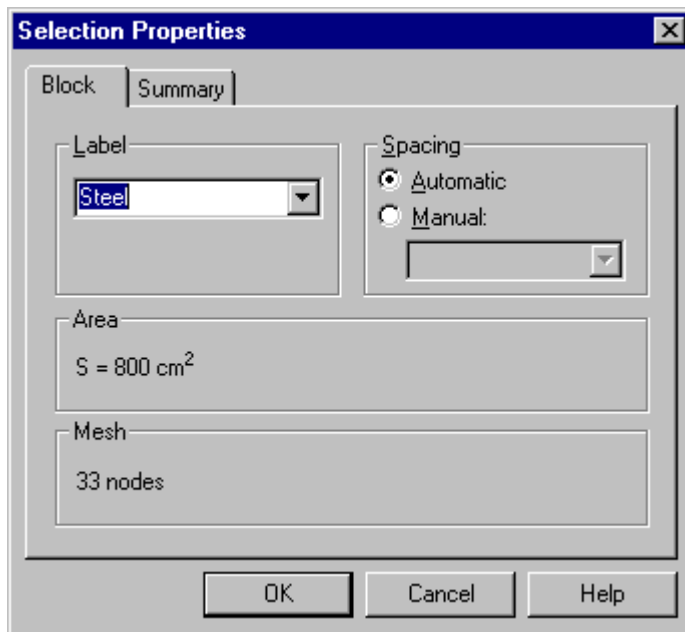 Selection Properties
Block
Summary
Label
Steel
Spacing
Automatic
Manual:
Area
S = 800 cm²
Mesh
33 nodes
OK
Cancel
Help